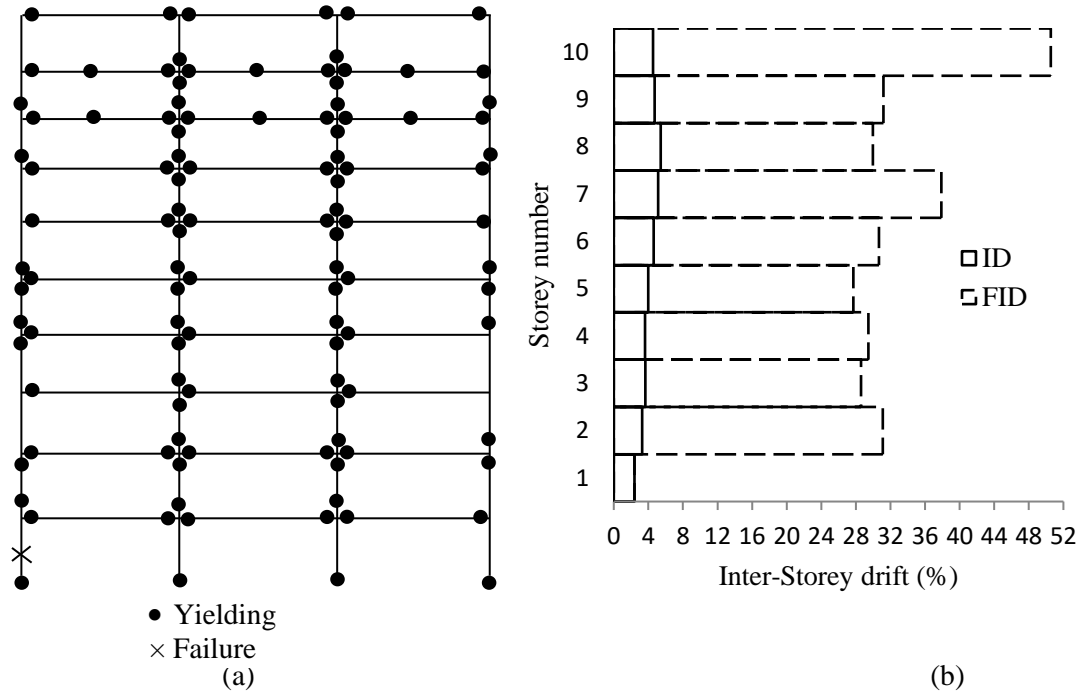 ● Yielding
× Failure
(a)
Storey number
10
9
8
7
6
5
4
3
2
1
ID
FID
0 4 8 12 16 20 24 28 32 36 40 44 48 52
Inter-Storey drift (%)
(b)